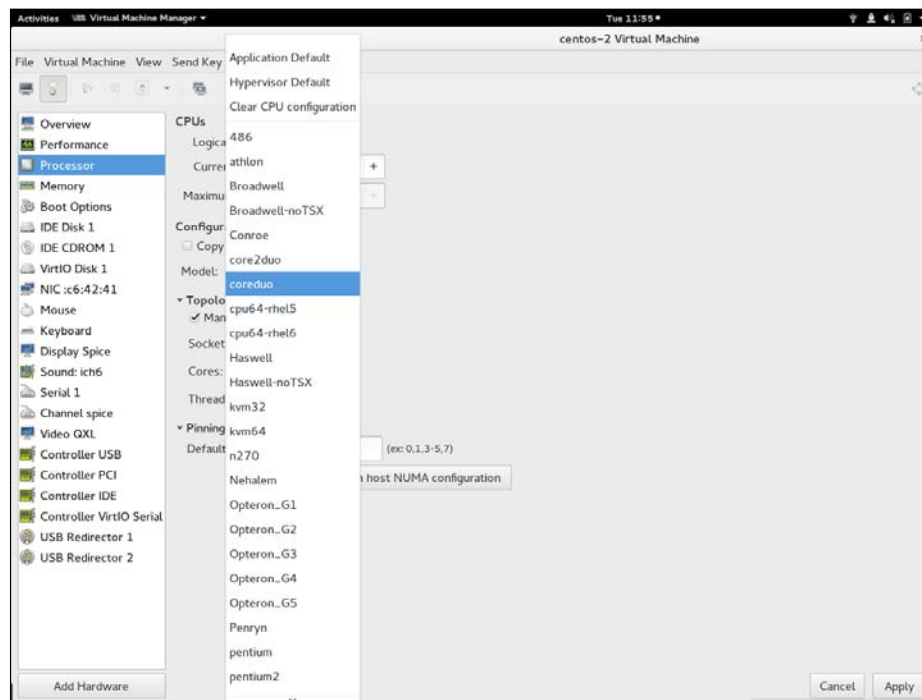 Activities Virtual Machine Manager Tue 11:55
centos-2 Virtual Machine
File Virtual Machine View Send Key
Overview
Performance
Processor
Memory
Boot Options
IDE Disk 1
IDE CDROM 1
VirtIO Disk 1
NIC :c6:42:41
Mouse
Keyboard
Display Spice
Sound: ich6
Serial 1
Channel spice
Video QXL
Controller USB
Controller PCI
Controller IDE
Controller VirtIO Serial
USB Redirector 1
USB Redirector 2
Add Hardware
CPUs
Logica
Currer
Maximu
Configur
Copy
Model:
Topolo
Man
Socket
Cores:
Thread
Pinning
Default
(ex: 0,1,3-5,7)
host NUMA configuration
Application Default
Hypervisor Default
Clear CPU configuration
486
athlon
Broadwell
Broadwell-noTSX
Conroe
core2duo
coreduo
cpu64-rhel5
cpu64-rhel6
Haswell
Haswell-noTSX
kvm32
kvm64
n270
Nehalem
Opteron_G1
Opteron_G2
Opteron_G3
Opteron_G4
Opteron_G5
Penryn
pentium
pentium2
Cancel Apply